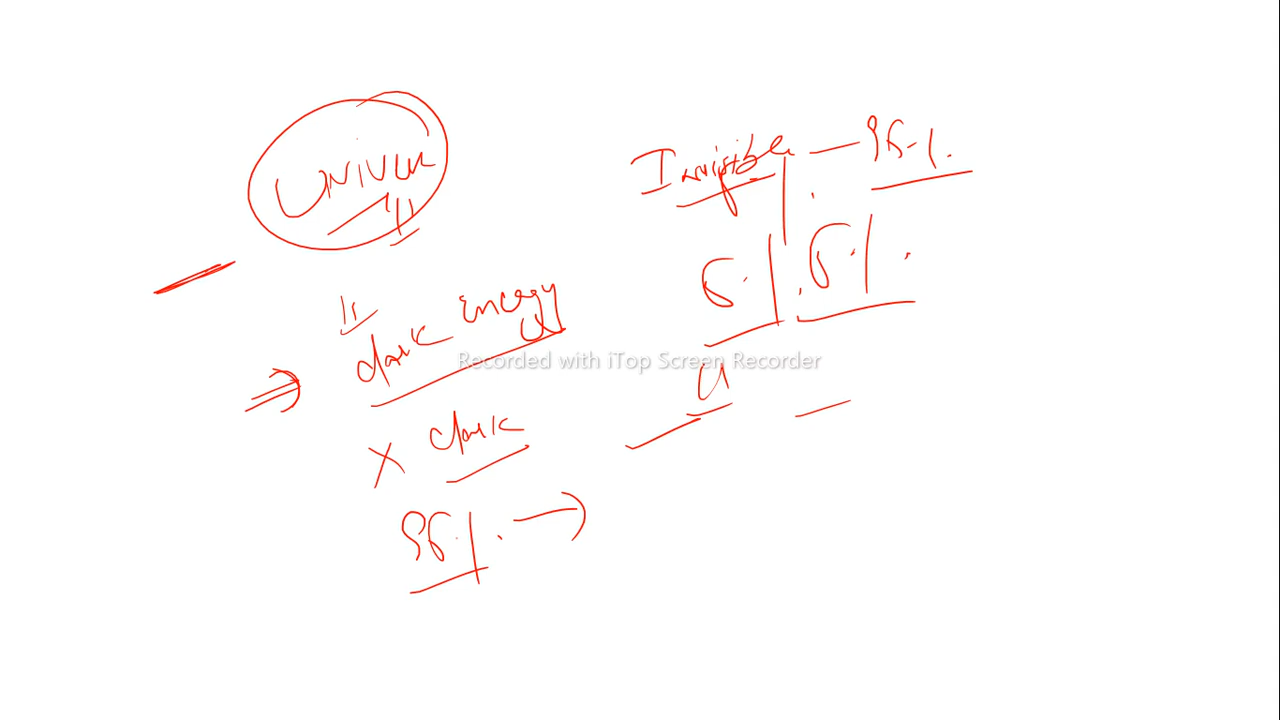 Univer
Invisible — 95%.
5% 5%.
dark energy
Recorded with iTop Screen Recorder
X dark
95%. →